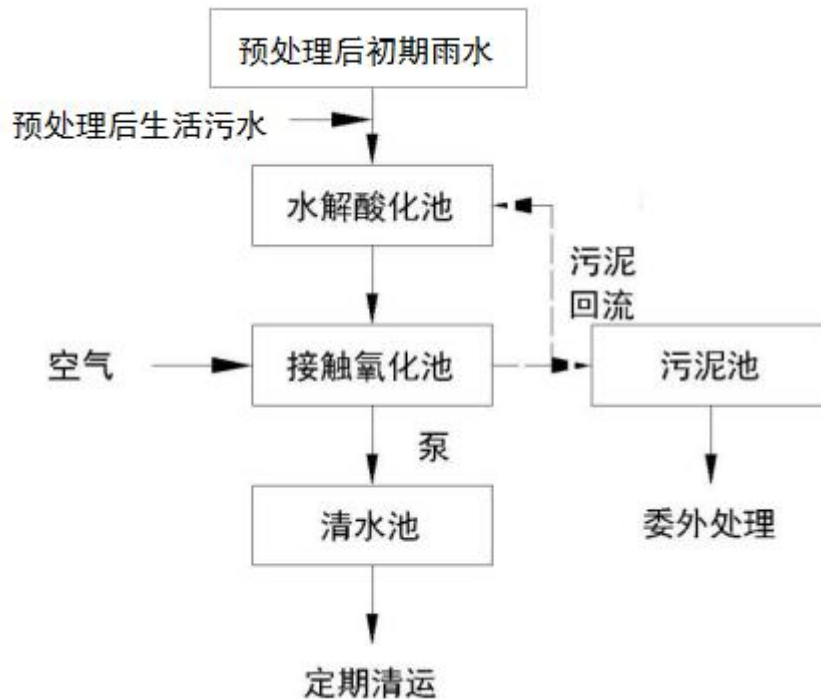 预处理后初期雨水
预处理后生活污水
水解酸化池
污泥
回流
空气
接触氧化池
污泥池
泵
清水池
委外处理
定期清运